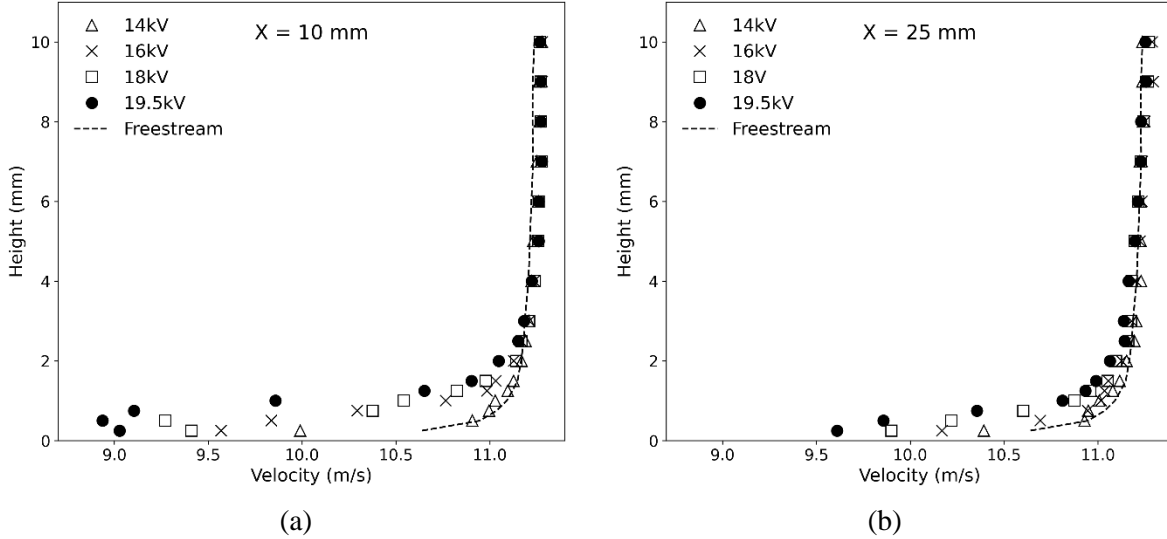 X = 10 mm
14kV
16kV
18kV
19.5kV
Freestream
Height (mm)
10
8
6
4
2
0
9.0 9.5 10.0 10.5 11.0
Velocity (m/s)
(a)
X = 25 mm
14kV
16kV
18V
19.5kV
Freestream
Height (mm)
10
8
6
4
2
0
9.0 9.5 10.0 10.5 11.0
Velocity (m/s)
(b)